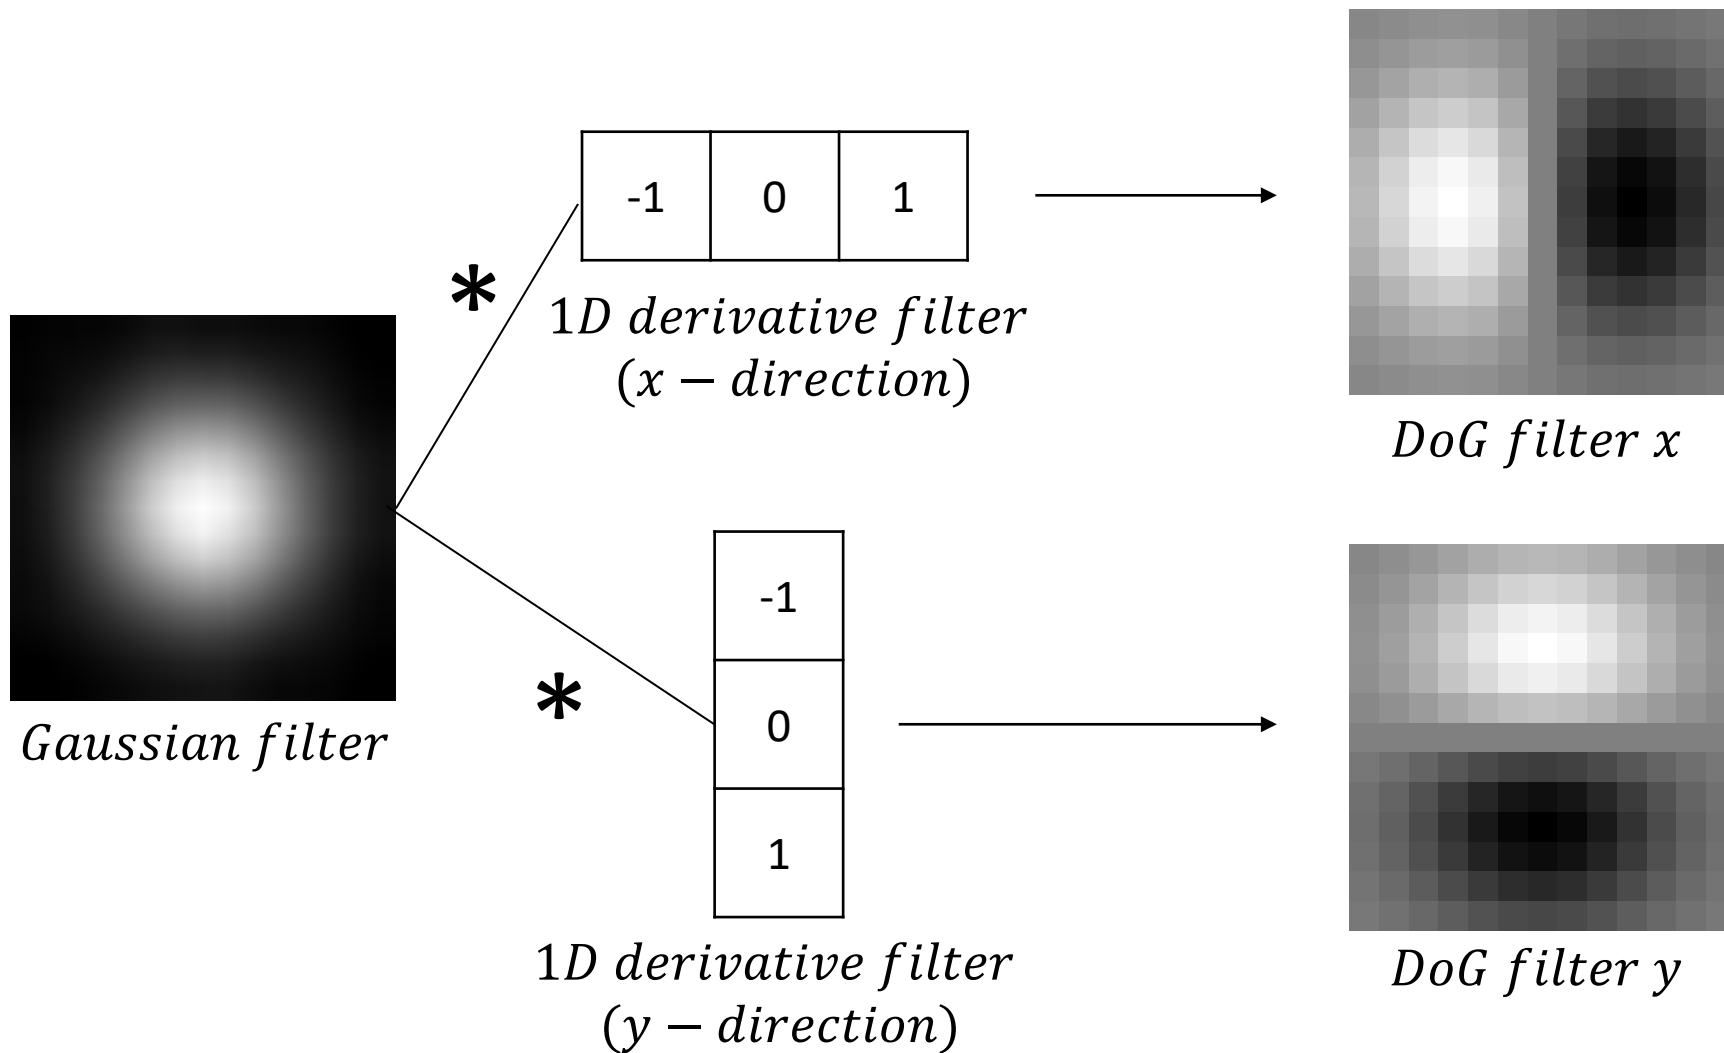 -1 0 1
*
1D derivative filter
(x − direction)
DoG filter x
Gaussian filter
*
-1
0
1
1D derivative filter
(y − direction)
DoG filter y